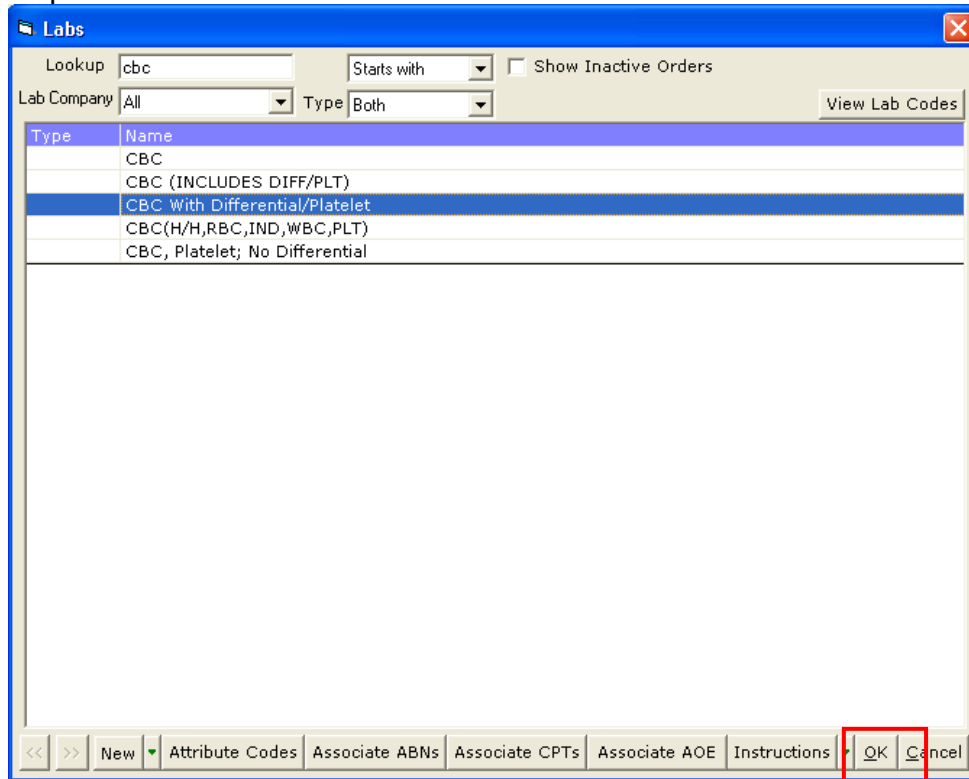 Labs
Lookup cbc Starts with Show Inactive Orders
Lab Company All Type Both View Lab Codes
Type Name
CBC
CBC (INCLUDES DIFF/PLT)
CBC With Differential/Platelet
CBC(H/H,RBC,IND,WBC,PLT)
CBC, Platelet; No Differential
<< >> New Attribute Codes Associate ABNs Associate CPTs Associate AOE Instructions OK Cancel